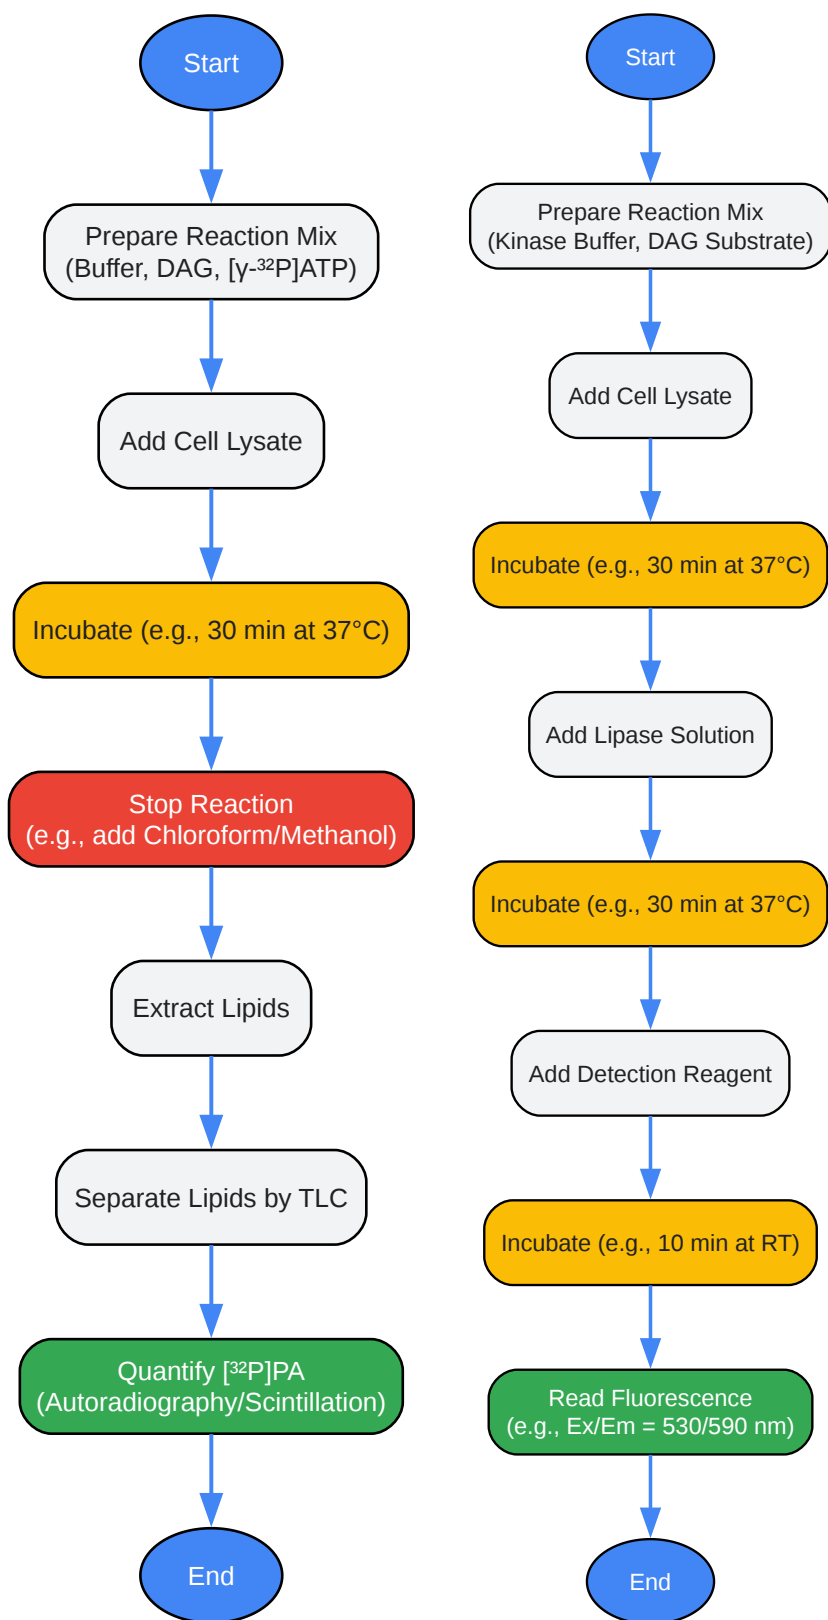 Start
Prepare Reaction Mix
(Buffer, DAG, [γ-³²P]ATP)
Add Cell Lysate
Incubate (e.g., 30 min at 37°C)
Stop Reaction
(e.g., add Chloroform/Methanol)
Extract Lipids
Separate Lipids by TLC
Quantify [³²P]PA
(Autoradiography/Scintillation)
End
Start
Prepare Reaction Mix
(Kinase Buffer, DAG Substrate)
Add Cell Lysate
Incubate (e.g., 30 min at 37°C)
Add Lipase Solution
Incubate (e.g., 30 min at 37°C)
Add Detection Reagent
Incubate (e.g., 10 min at RT)
Read Fluorescence
(e.g., Ex/Em = 530/590 nm)
End